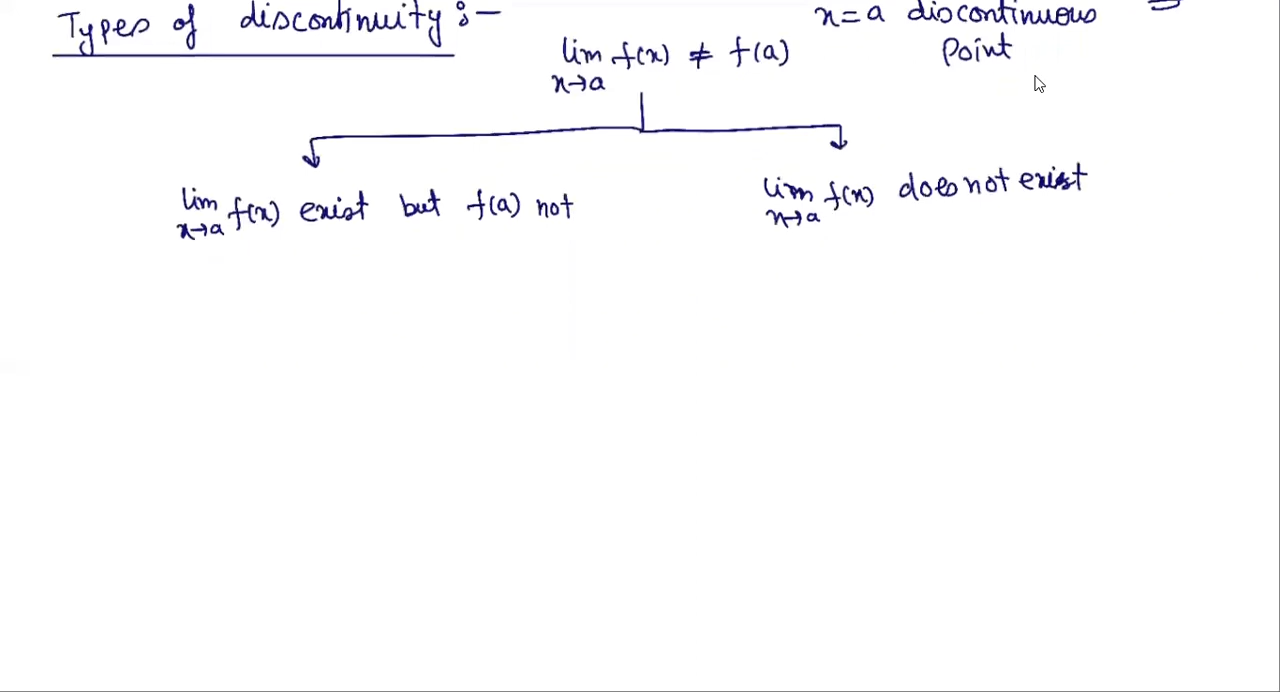 Types of discontinuity :-
x=a discontinuous
Point
lim f(x) ≠ f(a)
x→a
lim f(x) exist but f(a) not
x→a
lim f(x) does not exist
x→a